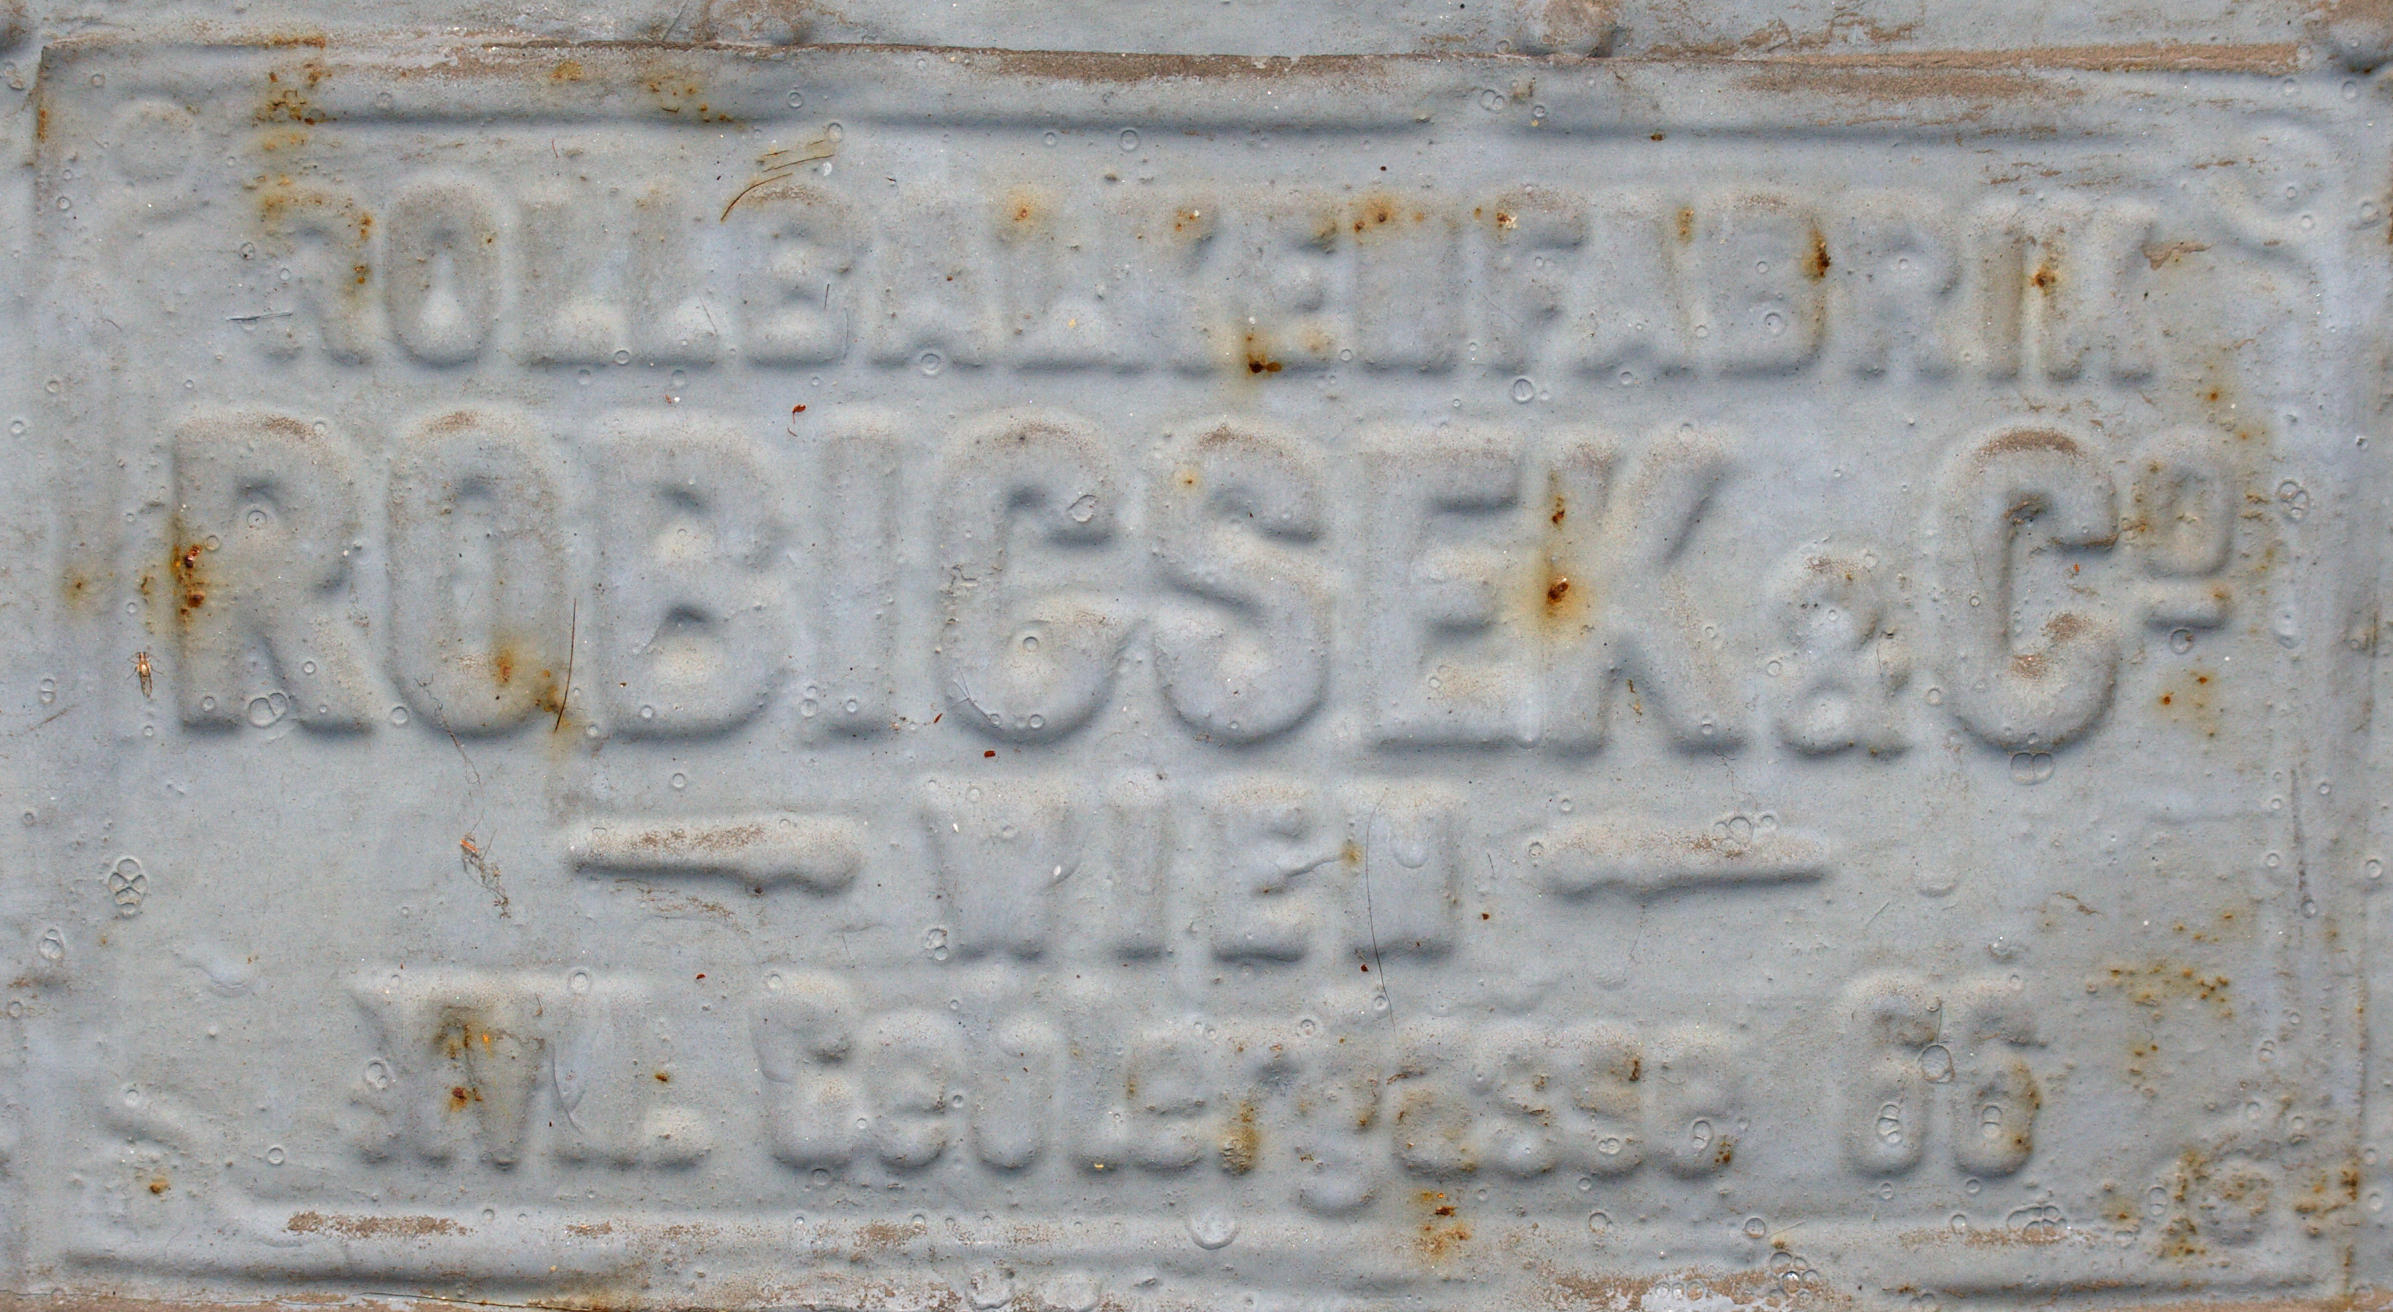 ROLLBALKENFABRIK
ROBICSEK & Co
— WIEN —
66